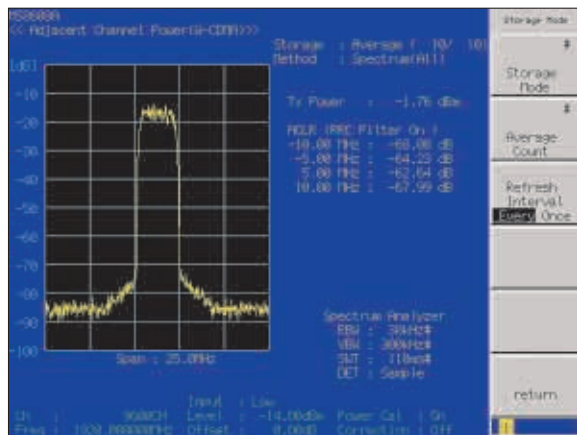 MS8608A
<< Adjacent Channel Power(W-CDMA)>>
Storage : Average ( 10/ 10)
Method : Spectrum(All)
[dB]
-10
-20
-30
-40
-50
-60
-70
-80
-90
-100
Span : 25.0MHz
Tx Power : -1.76 dBm
ACLR (RRC Filter On )
-10.00 MHz : dB
-5.00 MHz : -64.23 dB
5.00 MHz : -62.64 dB
10.00 MHz : -67.99 dB
Spectrum Analyzer
RBW : 30kHz#
VBW : 300kHz#
SWT : 110ms#
DET : Sample
Input : Low
Ch : 9600CH Level : -14.00dBm Power Cal : On
Freq : 1920.000000MHz Offset : 0.00dB Correction : Off
Storage Mode
#
Storage
Mode
#
Average
Count
Refresh
Interval
Every Once
return
1